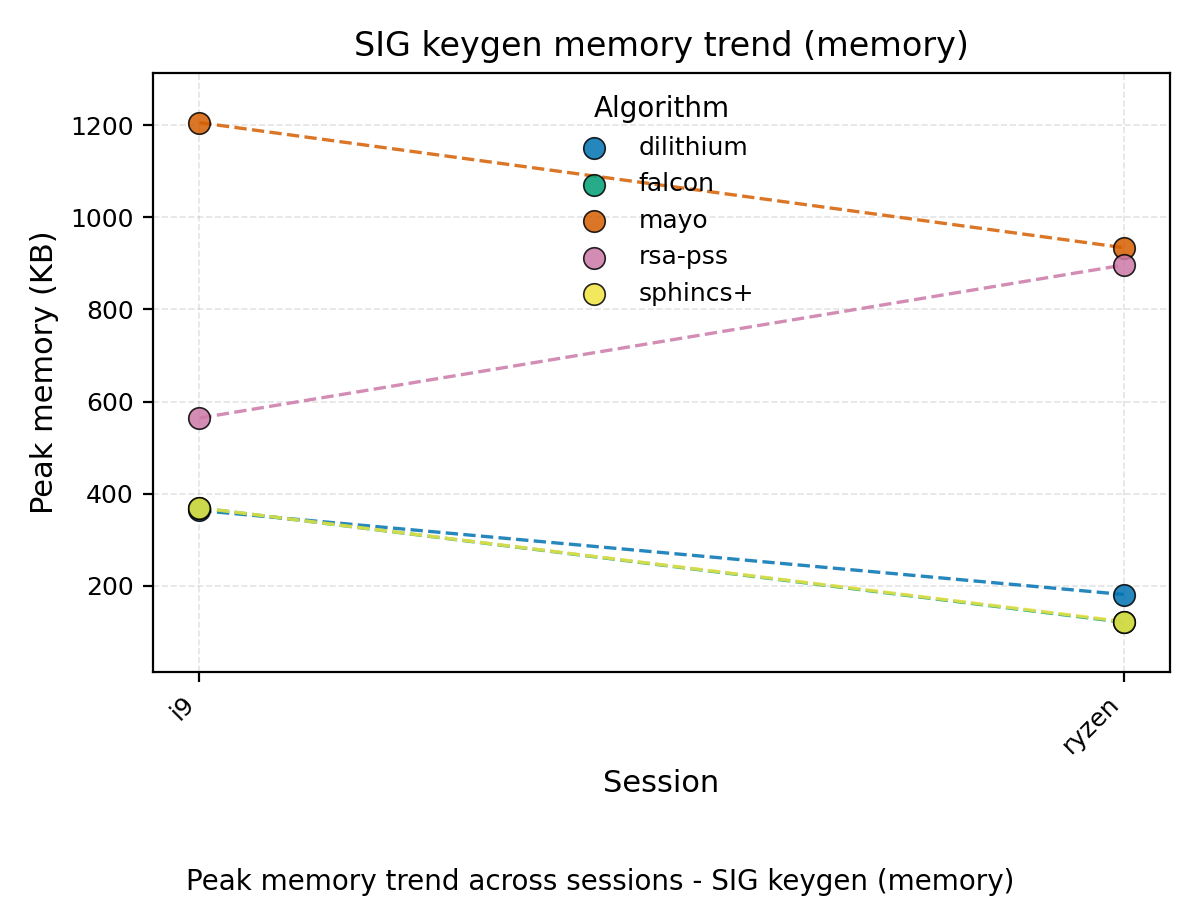 SIG keygen memory trend (memory)
Peak memory (KB)
1200
1000
800
600
400
200
Algorithm
dilithium
falcon
mayo
rsa-pss
sphincs+
i9
ryzen
Session
Peak memory trend across sessions - SIG keygen (memory)